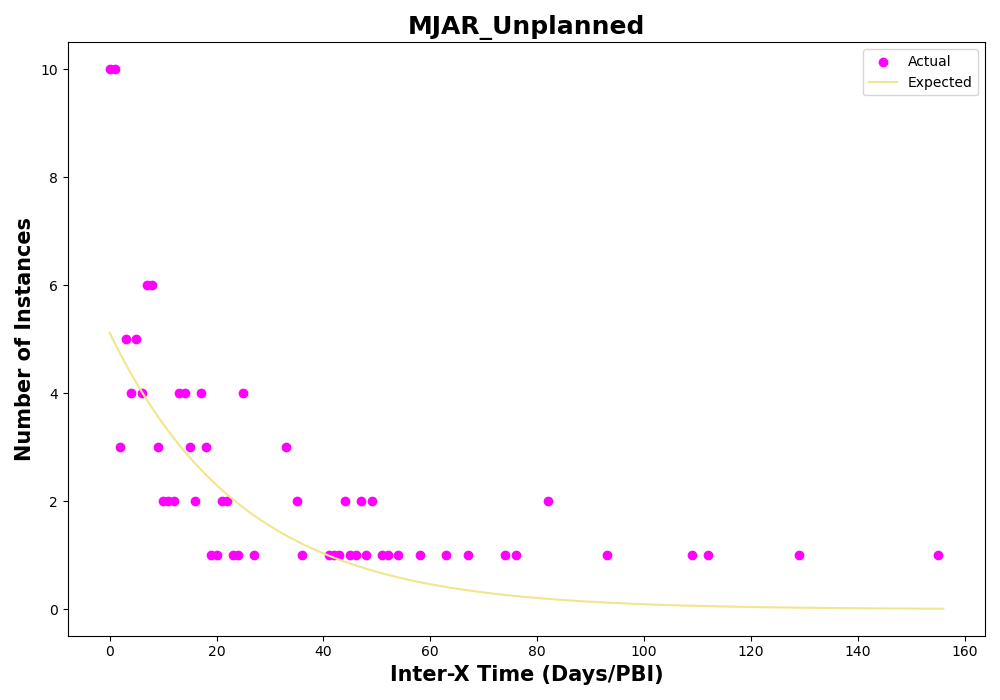 MJAR_Unplanned
Actual
Expected
Number of Instances
10
8
6
4
2
0
0 20 40 60 80 100 120 140 160
Inter-X Time (Days/PBI)